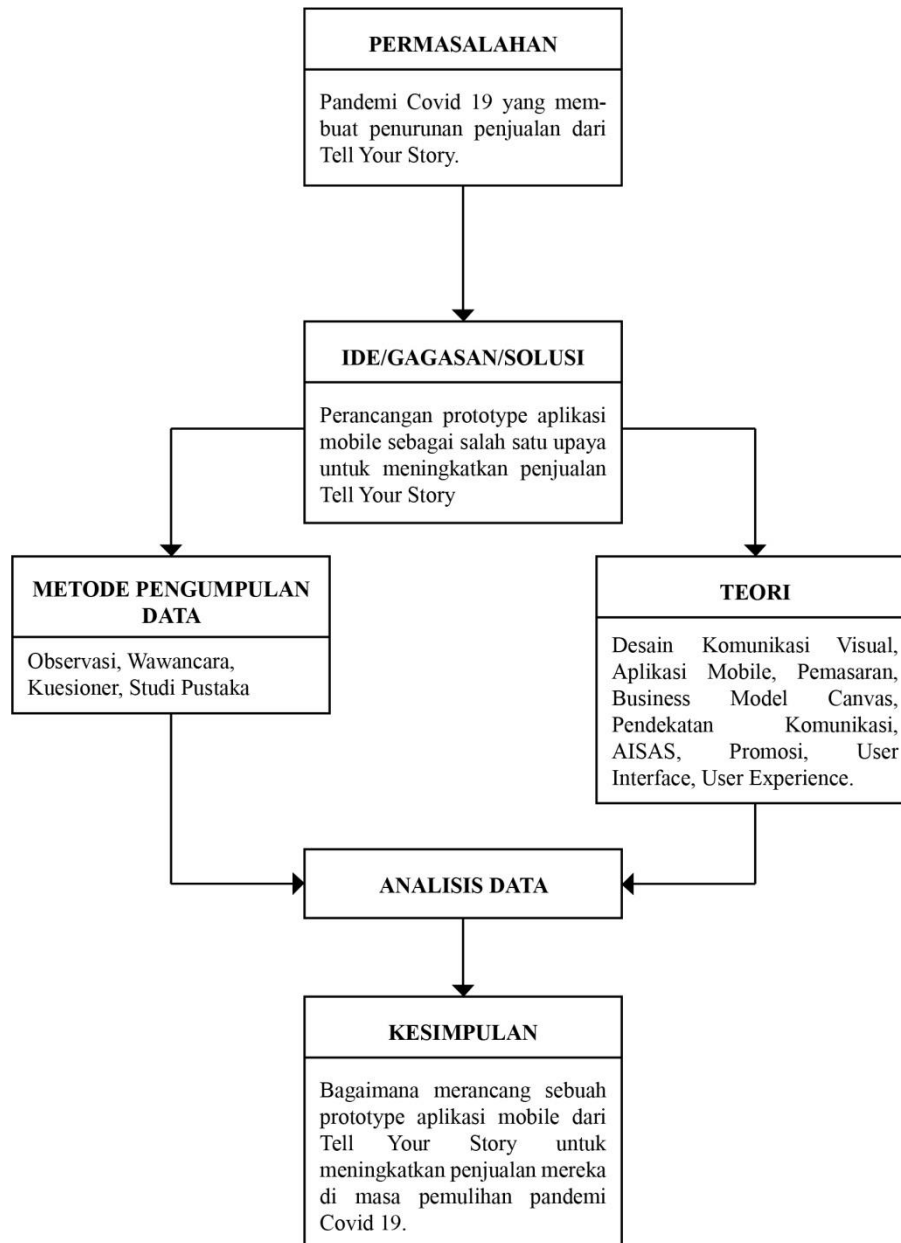 PERMASALAHAN
Pandemi Covid 19 yang mem-
buat penurunan penjualan dari
Tell Your Story.
IDE/GAGASAN/SOLUSI
Perancangan prototype aplikasi
mobile sebagai salah satu upaya
untuk meningkatkan penjualan
Tell Your Story
METODE PENGUMPULAN
DATA
Observasi, Wawancara,
Kuesioner, Studi Pustaka
TEORI
Desain Komunikasi Visual,
Aplikasi Mobile, Pemasaran,
Business Model Canvas,
Pendekatan Komunikasi,
AISAS, Promosi, User
Interface, User Experience.
ANALISIS DATA
KESIMPULAN
Bagaimana merancang sebuah
prototype aplikasi mobile dari
Tell Your Story untuk
meningkatkan penjualan mereka
di masa pemulihan pandemi
Covid 19.